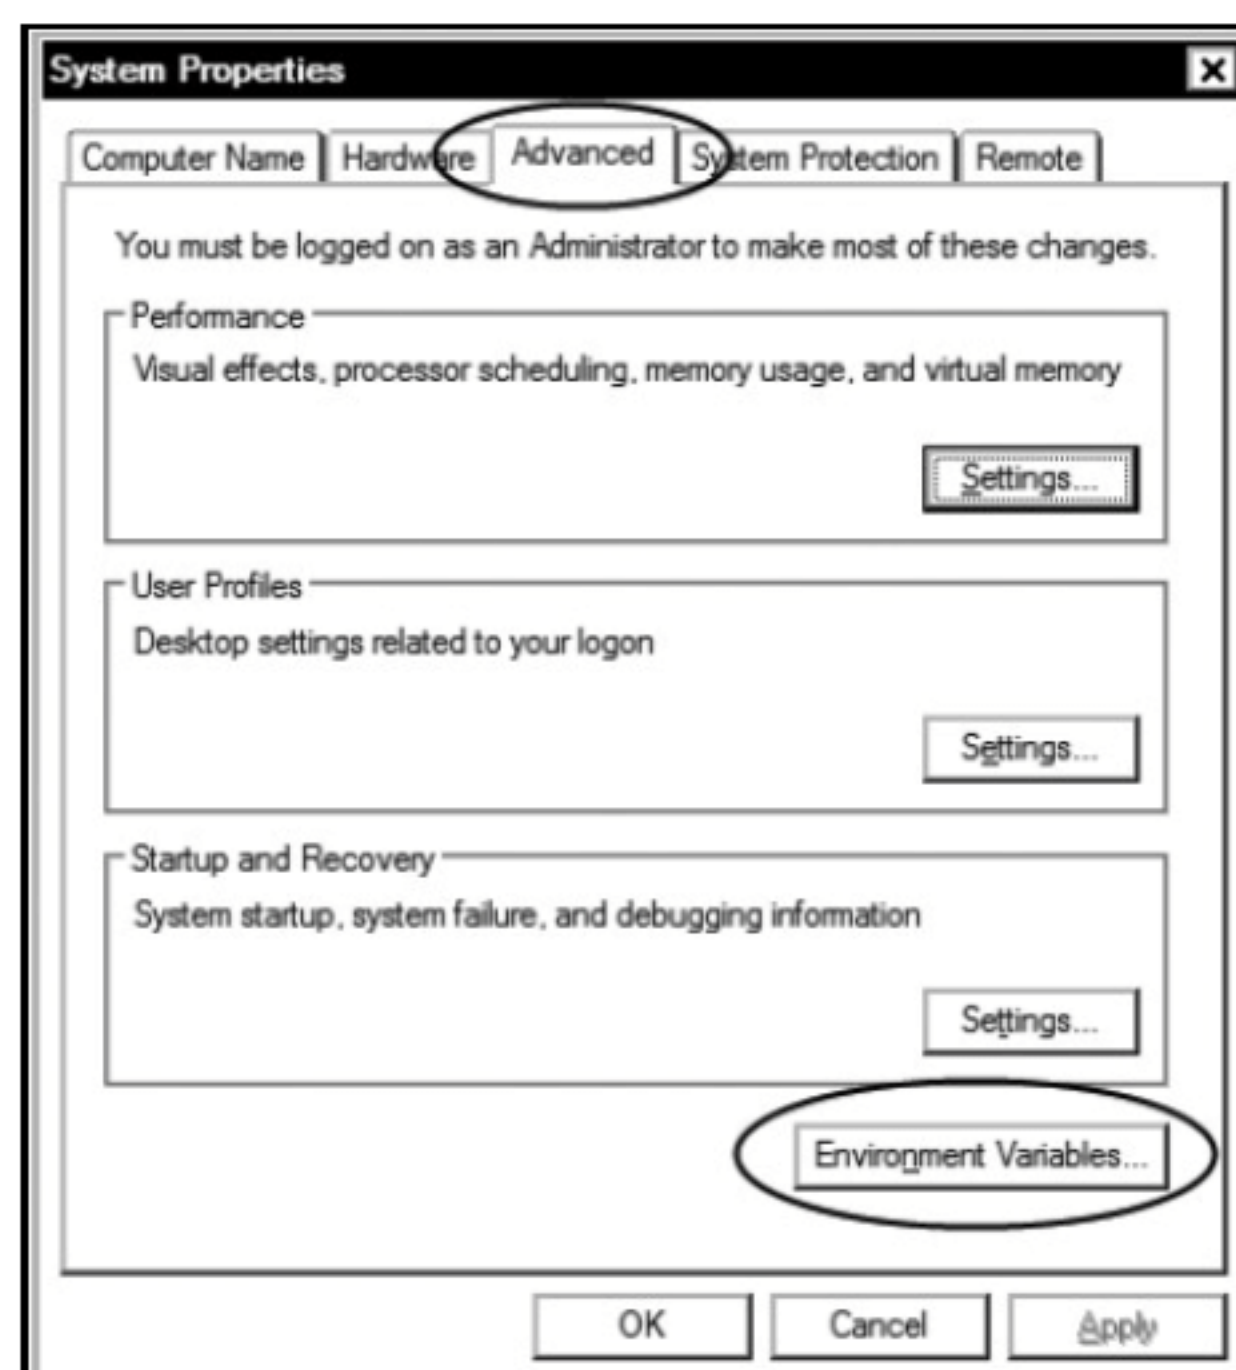 System Properties
Computer Name Hardware Advanced System Protection Remote
You must be logged on as an Administrator to make most of these changes.
Performance
Visual effects, processor scheduling, memory usage, and virtual memory
Settings...
User Profiles
Desktop settings related to your logon
Settings...
Startup and Recovery
System startup, system failure, and debugging information
Settings...
Environment Variables...
OK Cancel Apply